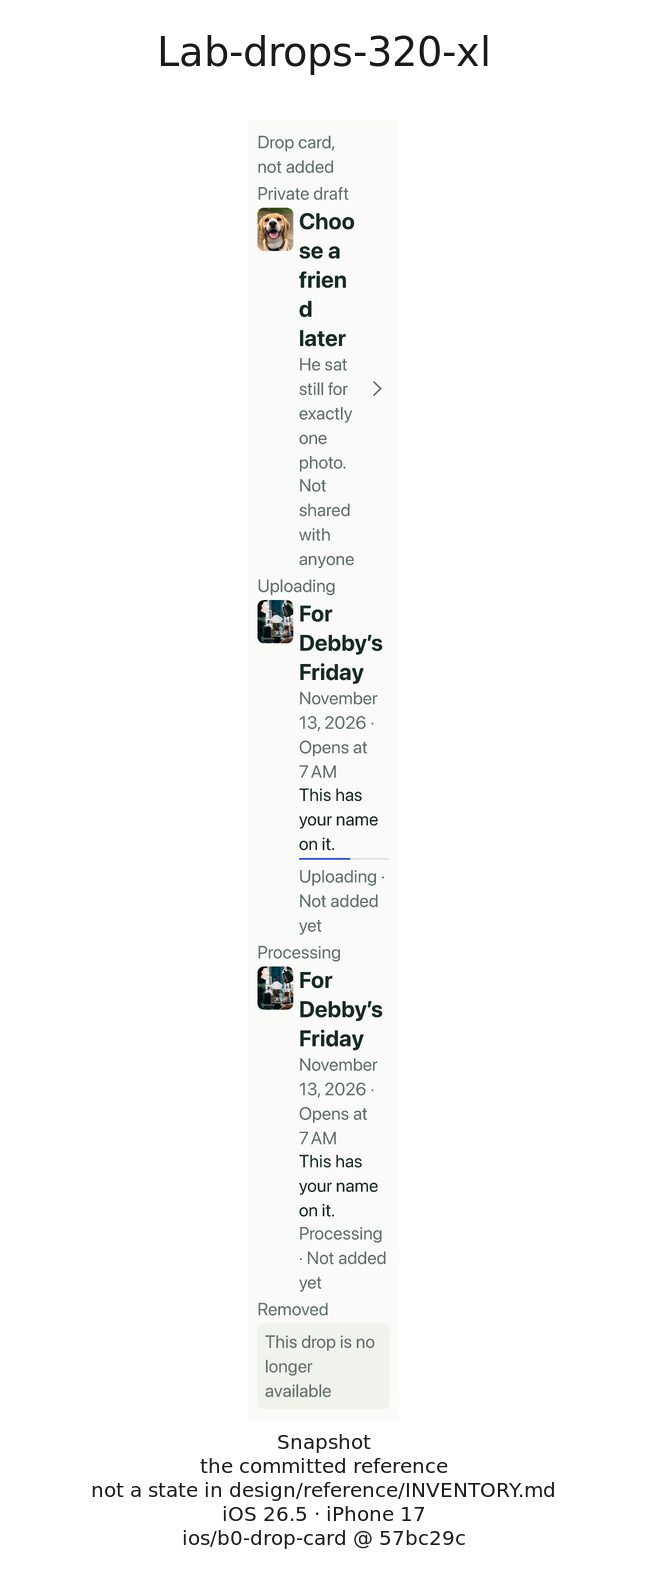 Lab-drops-320-xl
Drop card,
not added
Private draft
Choo
se a
frien
d
later
He sat
still for
exactly
one
photo.
Not
shared
with
anyone
Uploading
For
Debby’s
Friday
November
13, 2026 ·
Opens at
7 AM
This has
your name
on it.
Uploading ·
Not added
yet
Processing
For
Debby’s
Friday
November
13, 2026 ·
Opens at
7 AM
This has
your name
on it.
Processing
· Not added
yet
Removed
This drop is no
longer
available
Snapshot
the committed reference
not a state in design/reference/INVENTORY.md
iOS 26.5 · iPhone 17
ios/b0-drop-card @ 57bc29c